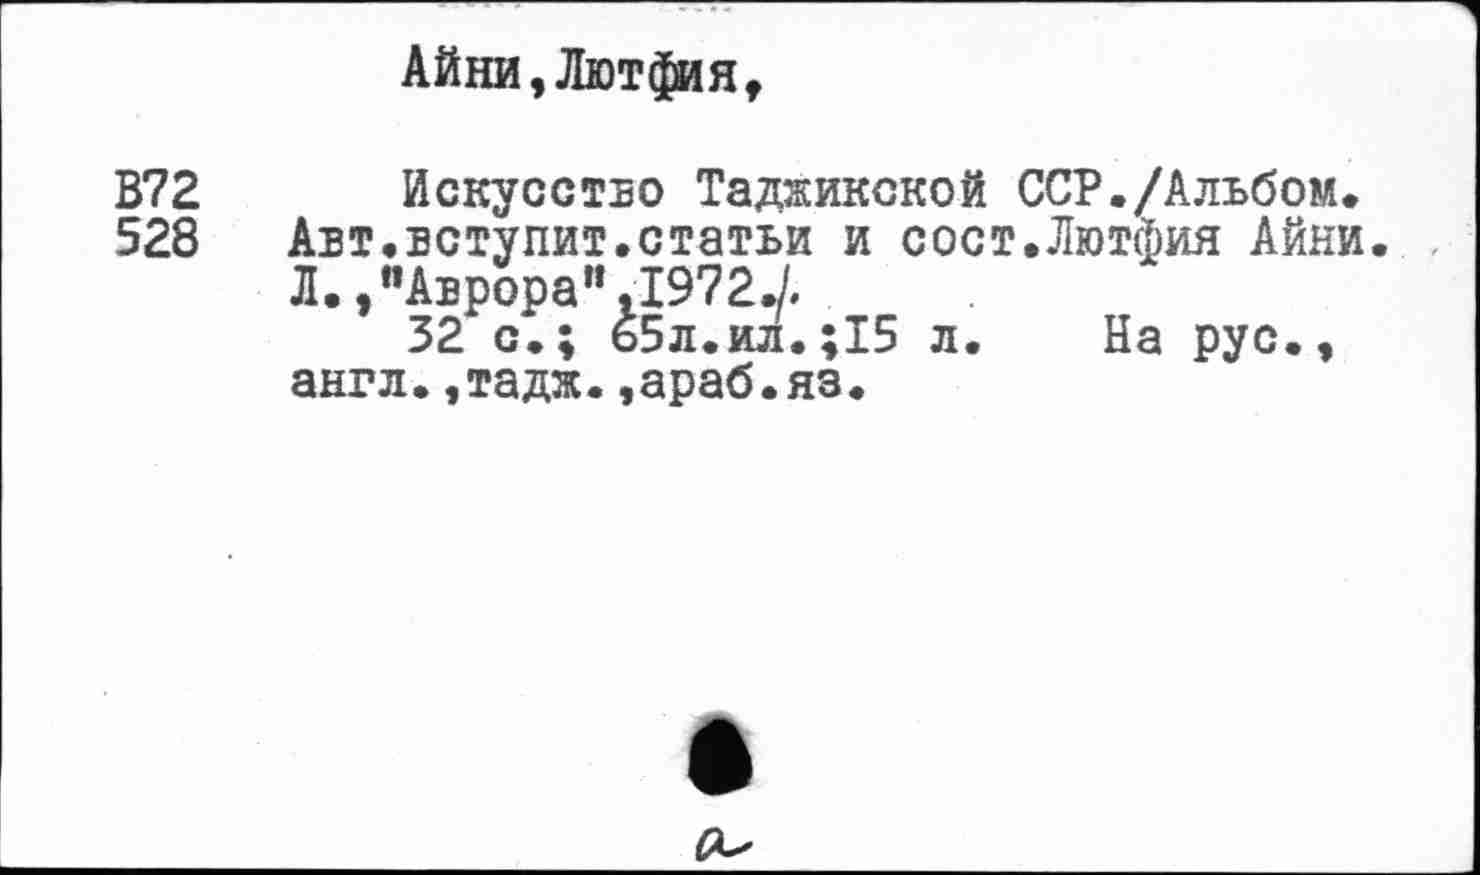 Айни,Лютфия,
В72 Искусство Таджикской ССР./Альбом.
528 Авт.вступит.статьи и сост.Лютфия Айни.
Л.,"Аврора",1972./.
32 с.; 65л.ил.;15 л. На рус.,
англ.,тадж.,араб.яз.
а